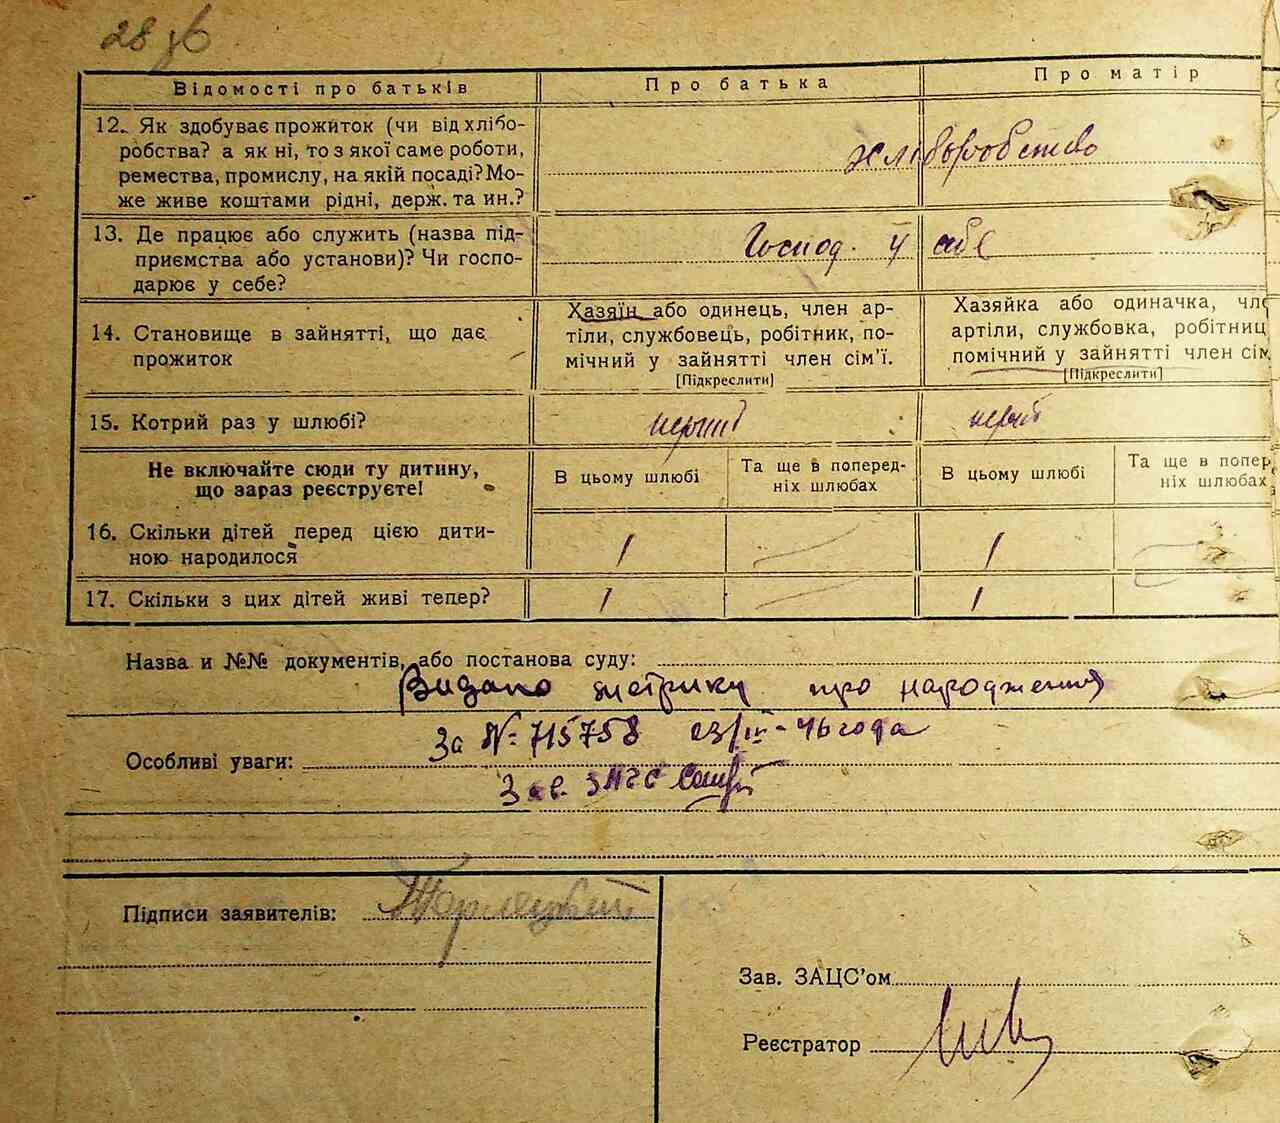 28 зв
Відомості про батьків
Про батька
Про матір
12. Як здобуває прожиток (чи від хлібо-
робства? а як ні, то з якої саме роботи,
ремества, промислу, на якій посаді? Мо-
же живе коштами рідні, держ. та ин.?
хліборобство
13. Де працює або служить (назва під-
приємства або установи)? Чи госпо-
дарює у себе?
Господ. у себе
14. Становище в зайнятті, що дає
прожиток
Хазяїн або одинець, член ар-
тіли, службовець, робітник, по-
мічний у зайнятті член сім'ї.
[Підкреслити]
Хазяйка або одиначка, чле
артіли, службовка, робітниц
помічний у зайнятті член сім
[Підкреслити]
15. Котрий раз у шлюбі?
перший
перший
Не включайте сюди ту дитину,
що зараз реєструєте!
В цьому шлюбі
Та ще в поперед-
ніх шлюбах
В цьому шлюбі
Та ще в попер
ніх шлюбах
16. Скільки дітей перед цією дити-
ною народилося
1 — 1 —
17. Скільки з цих дітей живі тепер?
1 — 1
Назва и №№ документів, або постанова суду:
Видано метрику про народження
За №. 715758 23/IV-46 года
Особливі уваги:
Зав. ЗАГС
Підписи заявителів:
Зав. ЗАЦС'ом
Реєстратор